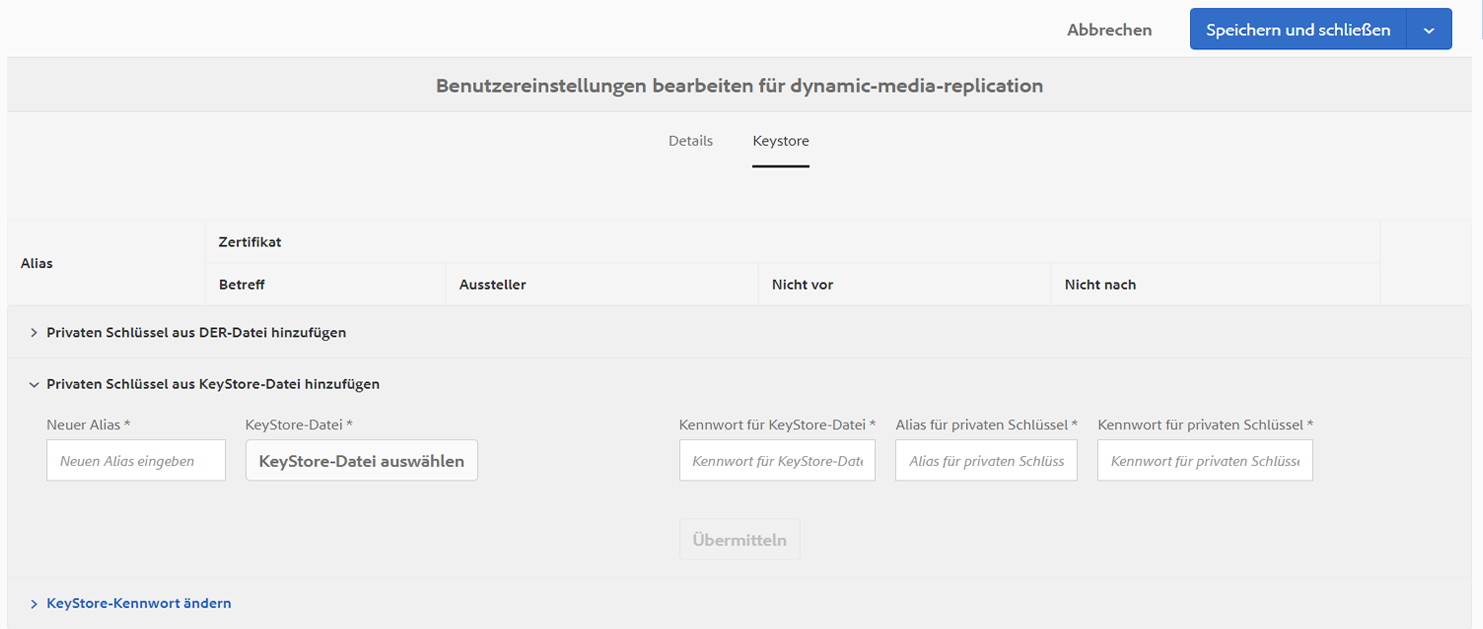 Abbrechen
Speichern und schließen
Benutzereinstellungen bearbeiten für dynamic-media-replication
Details Keystore
Alias
Zertifikat
Betreff Aussteller Nicht vor Nicht nach
Privaten Schlüssel aus DER-Datei hinzufügen
Privaten Schlüssel aus KeyStore-Datei hinzufügen
Neuer Alias * KeyStore-Datei * Kennwort für KeyStore-Datei * Alias für privaten Schlüssel * Kennwort für privaten Schlüssel *
Neuen Alias eingeben KeyStore-Datei auswählen Kennwort für KeyStore-Date Alias für privaten Schlüss Kennwort für privaten Schlüsse
Übermitteln
KeyStore-Kennwort ändern